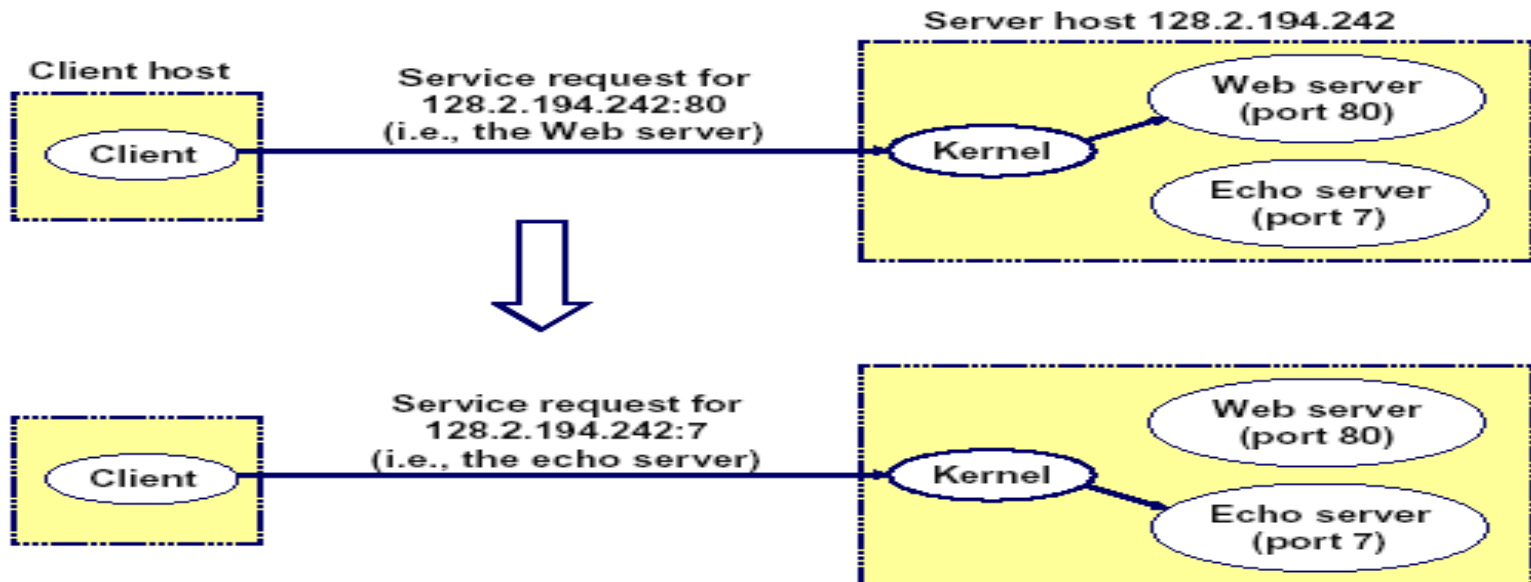 Server host 128.2.194.242
Client host
Service request for
128.2.194.242:80
(i.e., the Web server)
Client
Kernel
Web server
(port 80)
Echo server
(port 7)
Service request for
128.2.194.242:7
(i.e., the echo server)
Client
Kernel
Web server
(port 80)
Echo server
(port 7)